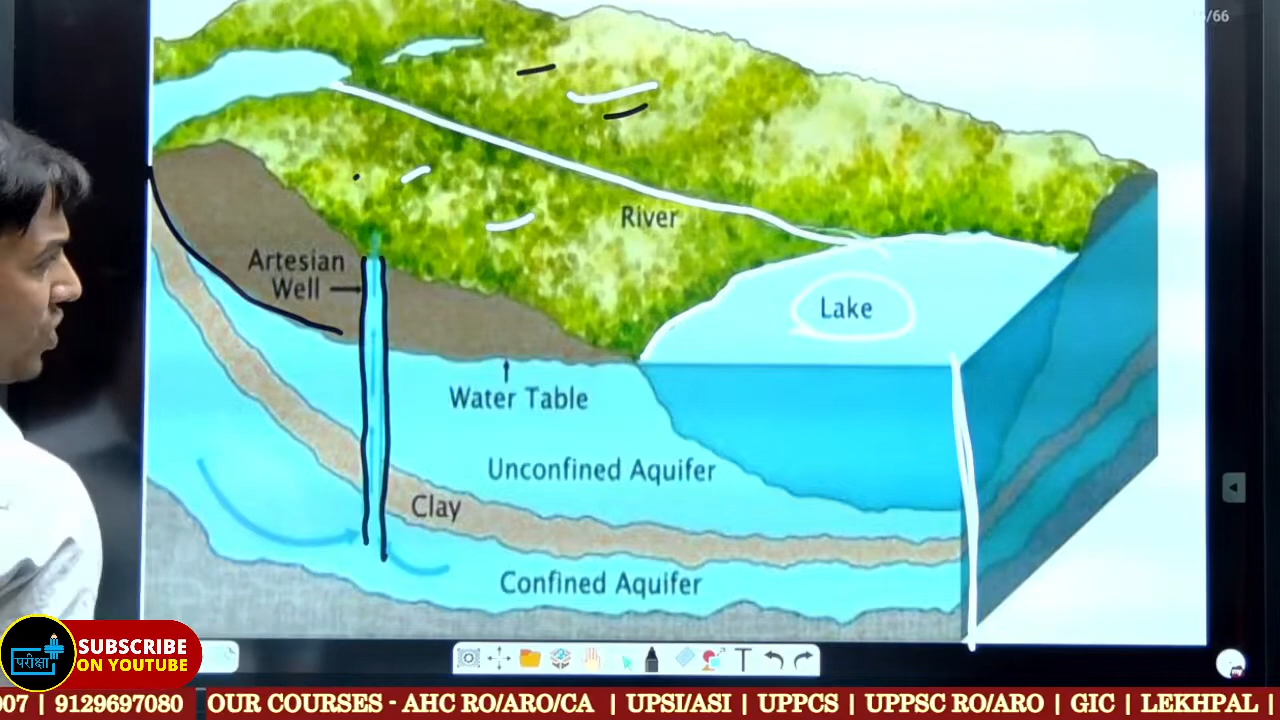 /66
River
Artesian
Well
Lake
Water Table
Unconfined Aquifer
Clay
Confined Aquifer
T
परीक्षा
SUBSCRIBE
ON YOUTUBE
007 | 9129697080 OUR COURSES - AHC RO/ARO/CA | UPSI/ASI | UPPCS | UPPSC RO/ARO | GIC | LEKHPAL |